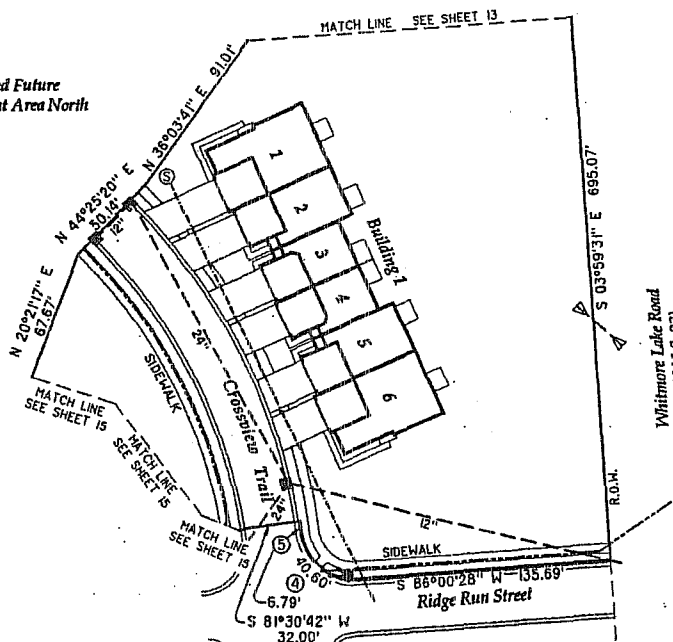 MATCH LINE SEE SHEET 13
ed Future
Area North
N 36°03'41" E 91.01'
N 44°25'20" E
50.14'
12"
S
N 20°21'17" E
67.67'
1
2
3
4
5
6
Building 1
S 03°59'31" E 695.07'
Whitmore Lake Road
24"
SIDEWALK
Crossview Trail
MATCH LINE
SEE SHEET 15
MATCH LINE
SEE SHEET 15
MATCH LINE
SEE SHEET 15
24"
R.O.W.
12"
SIDEWALK
5
4
40.60'
S 86°00'28" W 135.69'
Ridge Run Street
6.79'
S 81°30'42" W
32.00'